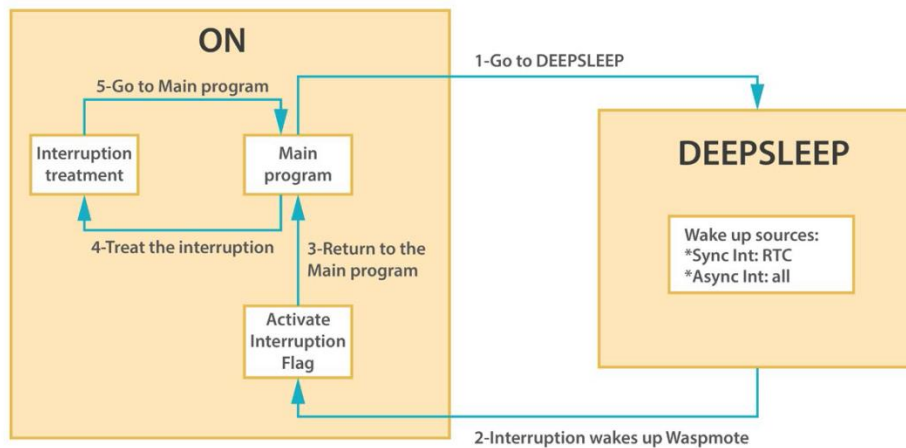 ON
1-Go to DEEPSLEEP
5-Go to Main program
Interruption
treatment
Main
program
DEEPSLEEP
4-Treat the interruption
3-Return to the
Main program
Wake up sources:
*Sync Int: RTC
*Async Int: all
Activate
Interruption
Flag
2-Interruption wakes up Waspmote